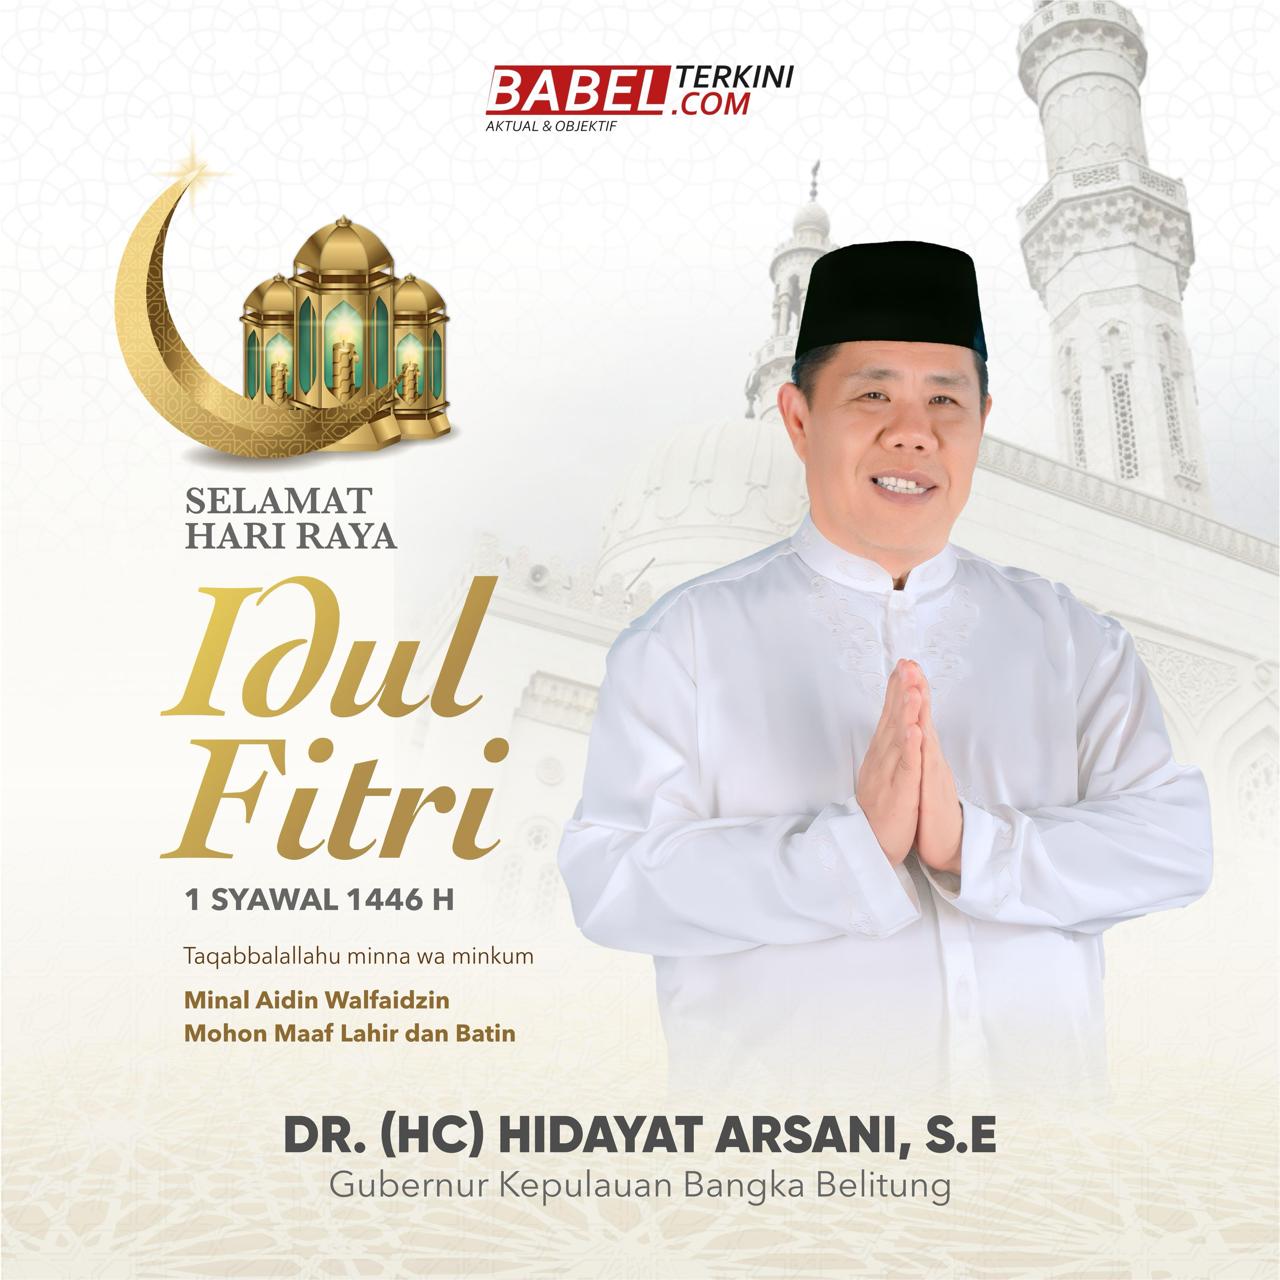 BABEL TERKINI
.COM
AKTUAL & OBJEKTIF
SELAMAT
HARI RAYA
Idul
Fitri
1 SYAWAL 1446 H
Taqabbalallahu minna wa minkum
Minal Aidin Walfaidzin
Mohon Maaf Lahir dan Batin
DR. (HC) HIDAYAT ARSANI, S.E
Gubernur Kepulauan Bangka Belitung